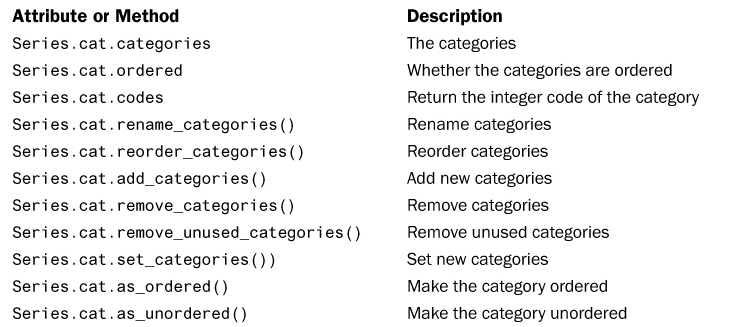 Attribute or Method Description
Series.cat.categories The categories
Series.cat.ordered Whether the categories are ordered
Series.cat.codes Return the integer code of the category
Series.cat.rename_categories() Rename categories
Series.cat.reorder_categories() Reorder categories
Series.cat.add_categories() Add new categories
Series.cat.remove_categories() Remove categories
Series.cat.remove_unused_categories() Remove unused categories
Series.cat.set_categories()) Set new categories
Series.cat.as_ordered() Make the category ordered
Series.cat.as_unordered() Make the category unordered